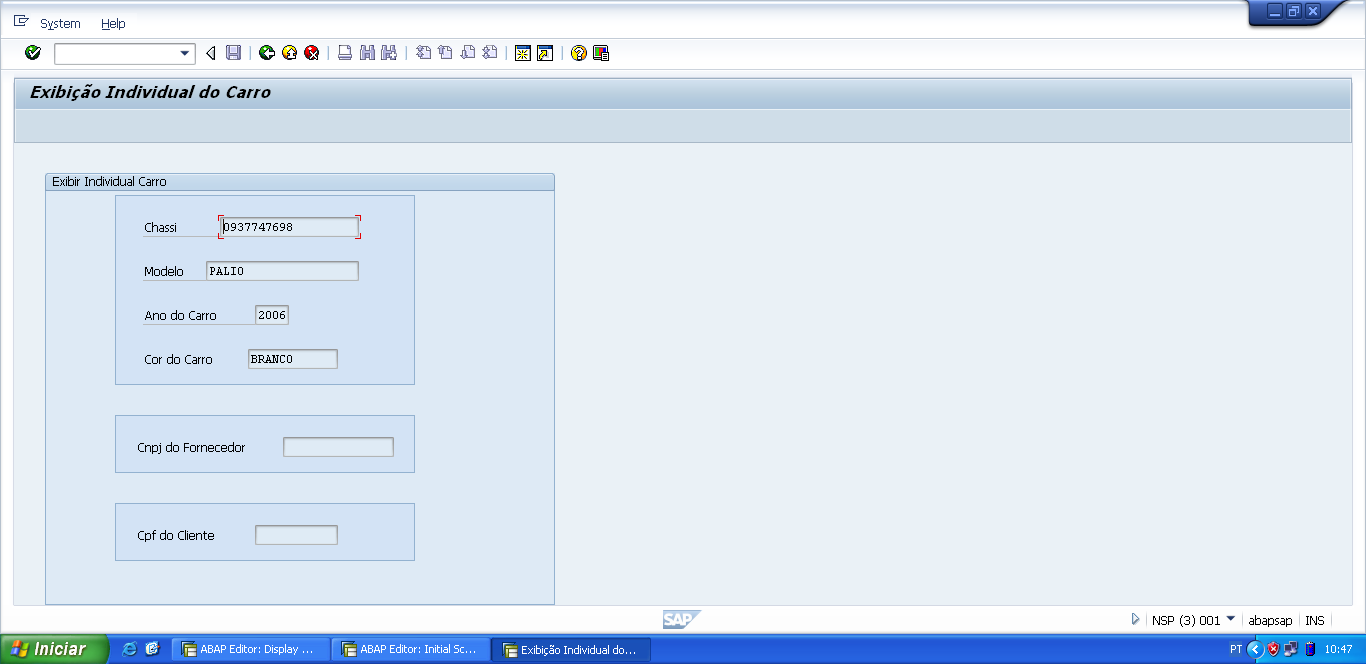 System Help
Exibição Individual do Carro
Exibir Individual Carro
Chassi 0937747698
Modelo PALIO
Ano do Carro 2006
Cor do Carro BRANCO
Cnpj do Fornecedor
Cpf do Cliente
SAP
NSP (3) 001 abapsap INS
Iniciar ABAP Editor: Display ... ABAP Editor: Initial Sc... Exibição Individual do... PT 10:47